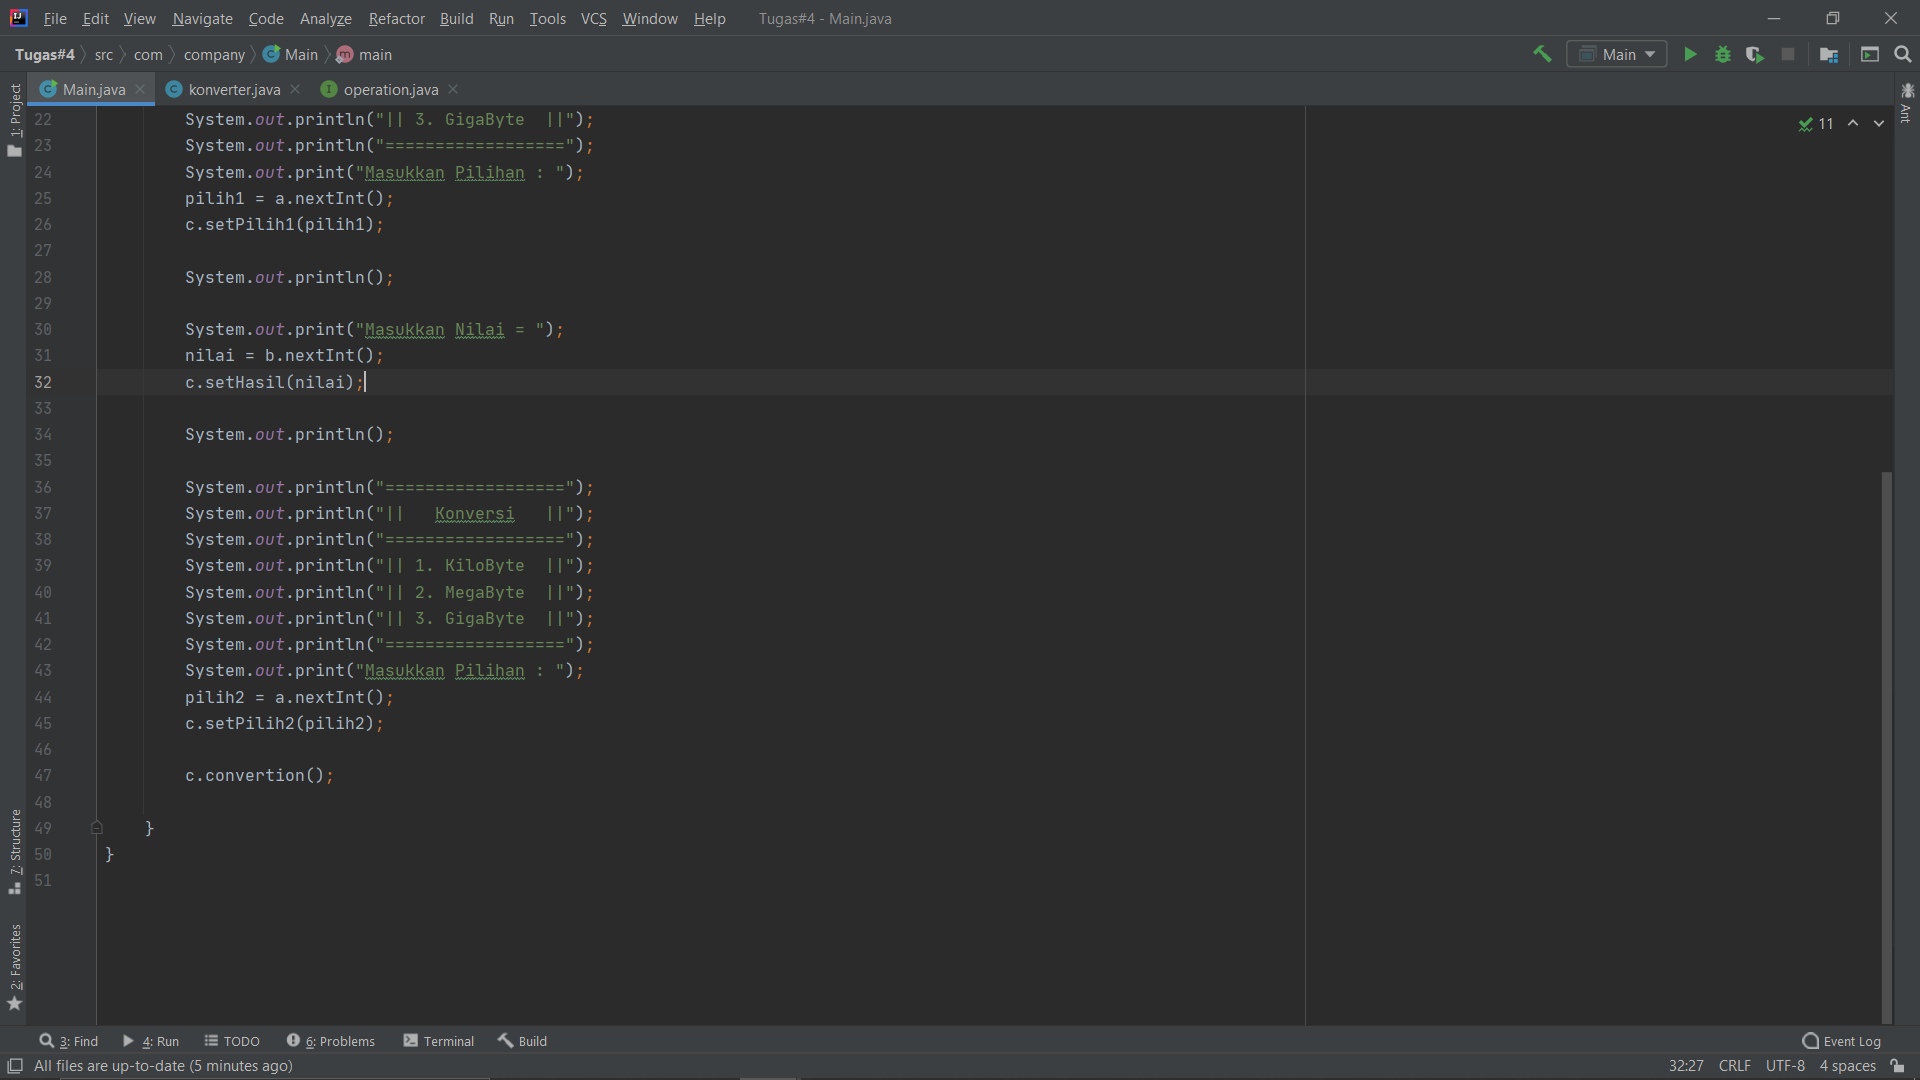 File Edit View Navigate Code Analyze Refactor Build Run Tools VCS Window Help Tugas#4 - Main.java
Tugas#4 src com company Main main Main
Main.java konverter.java operation.java
1: Project
7: Structure
2: Favorites
Ant
11
22 System.out.println("|| 3. GigaByte  ||");
23 System.out.println("==================");
24 System.out.print("Masukkan Pilihan : ");
25 pilih1 = a.nextInt();
26 c.setPilih1(pilih1);
27
28 System.out.println();
29
30 System.out.print("Masukkan Nilai = ");
31 nilai = b.nextInt();
32 c.setHasil(nilai);
33
34 System.out.println();
35
36 System.out.println("==================");
37 System.out.println("||   Konversi   ||");
38 System.out.println("==================");
39 System.out.println("|| 1. KiloByte  ||");
40 System.out.println("|| 2. MegaByte  ||");
41 System.out.println("|| 3. GigaByte  ||");
42 System.out.println("==================");
43 System.out.print("Masukkan Pilihan : ");
44 pilih2 = a.nextInt();
45 c.setPilih2(pilih2);
46
47 c.convertion();
48
49 }
50 }
51
3: Find 4: Run TODO 6: Problems Terminal Build Event Log
All files are up-to-date (5 minutes ago) 32:27 CRLF UTF-8 4 spaces